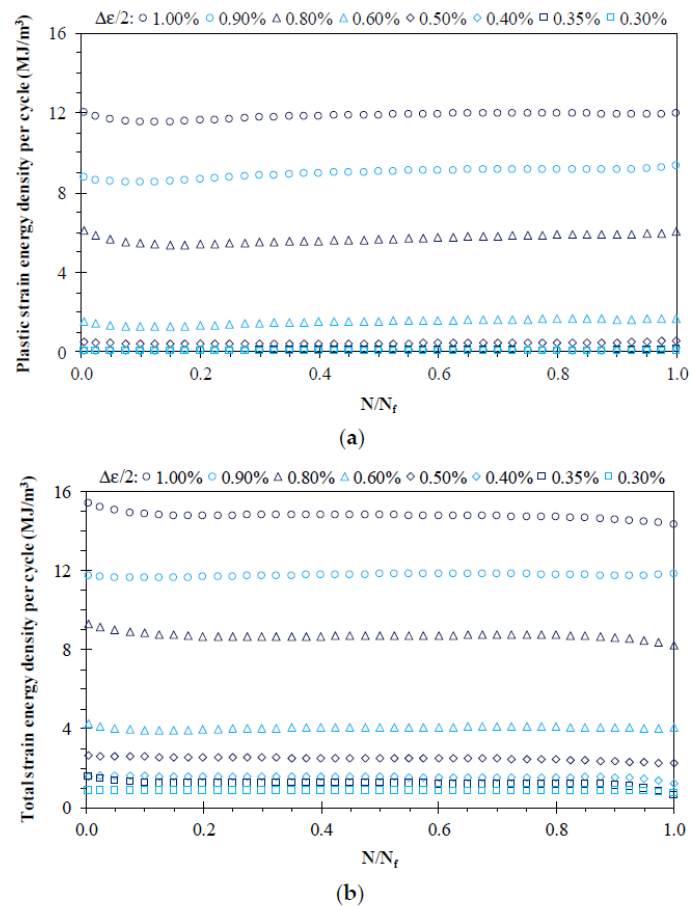 Δε/2: ○ 1.00% ○ 0.90% △ 0.80% △ 0.60% ◇ 0.50% ◇ 0.40% □ 0.35% □ 0.30%
16
12
8
4
0
Plastic strain energy density per cycle (MJ/m³)
0.0 0.2 0.4 0.6 0.8 1.0
N/Nf
(a)
Δε/2: ○ 1.00% ○ 0.90% △ 0.80% △ 0.60% ◇ 0.50% ◇ 0.40% □ 0.35% □ 0.30%
16
12
8
4
0
Total strain energy density per cycle (MJ/m³)
0.0 0.2 0.4 0.6 0.8 1.0
N/Nf
(b)